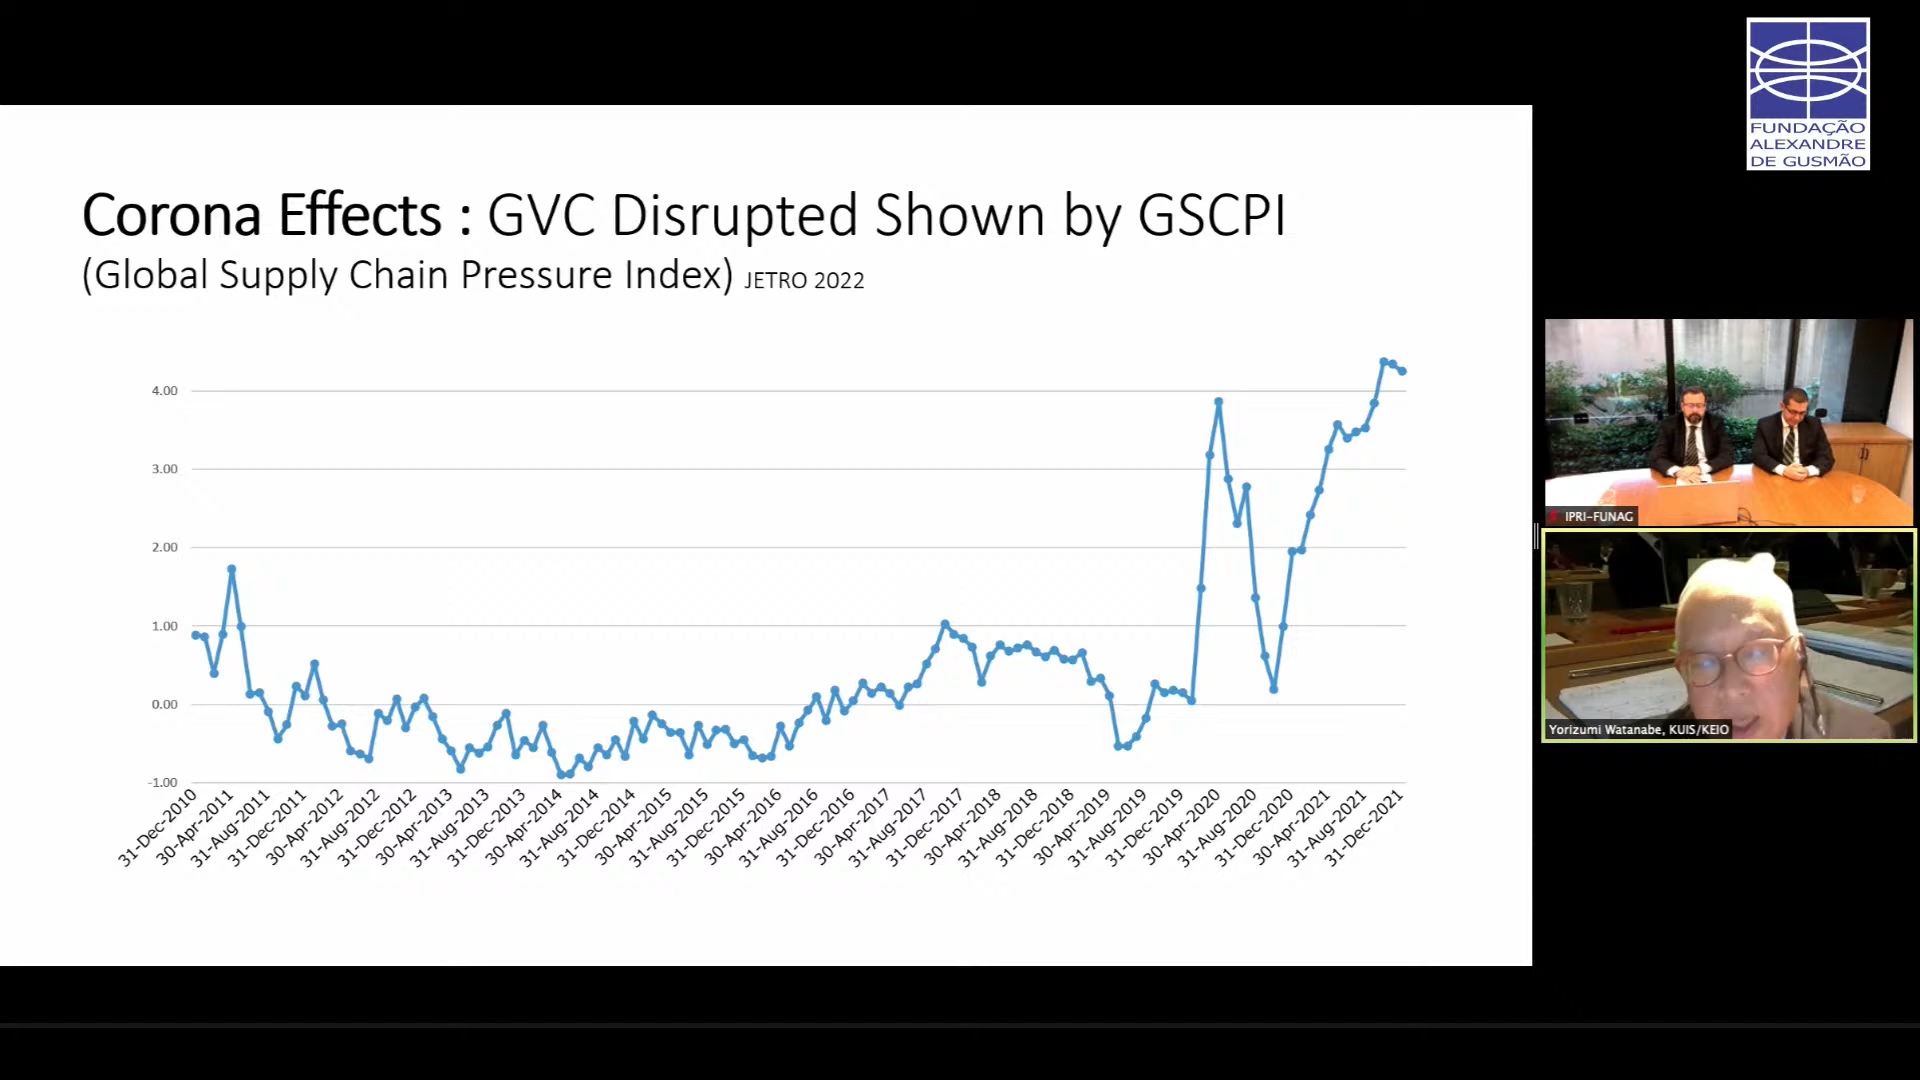 FUNDAÇÃO
ALEXANDRE
DE GUSMÃO
Corona Effects : GVC Disrupted Shown by GSCPI
(Global Supply Chain Pressure Index) JETRO 2022
4.00
3.00
2.00
1.00
0.00
-1.00
31-Dec-2010
30-Apr-2011
31-Aug-2011
31-Dec-2011
30-Apr-2012
31-Aug-2012
31-Dec-2012
30-Apr-2013
31-Aug-2013
31-Dec-2013
30-Apr-2014
31-Aug-2014
31-Dec-2014
30-Apr-2015
31-Aug-2015
31-Dec-2015
30-Apr-2016
31-Aug-2016
31-Dec-2016
30-Apr-2017
31-Aug-2017
31-Dec-2017
30-Apr-2018
31-Aug-2018
31-Dec-2018
30-Apr-2019
31-Aug-2019
31-Dec-2019
30-Apr-2020
31-Aug-2020
31-Dec-2020
30-Apr-2021
31-Aug-2021
31-Dec-2021
IPRI-FUNAG
Yorizumi Watanabe, KUIS/KEIO